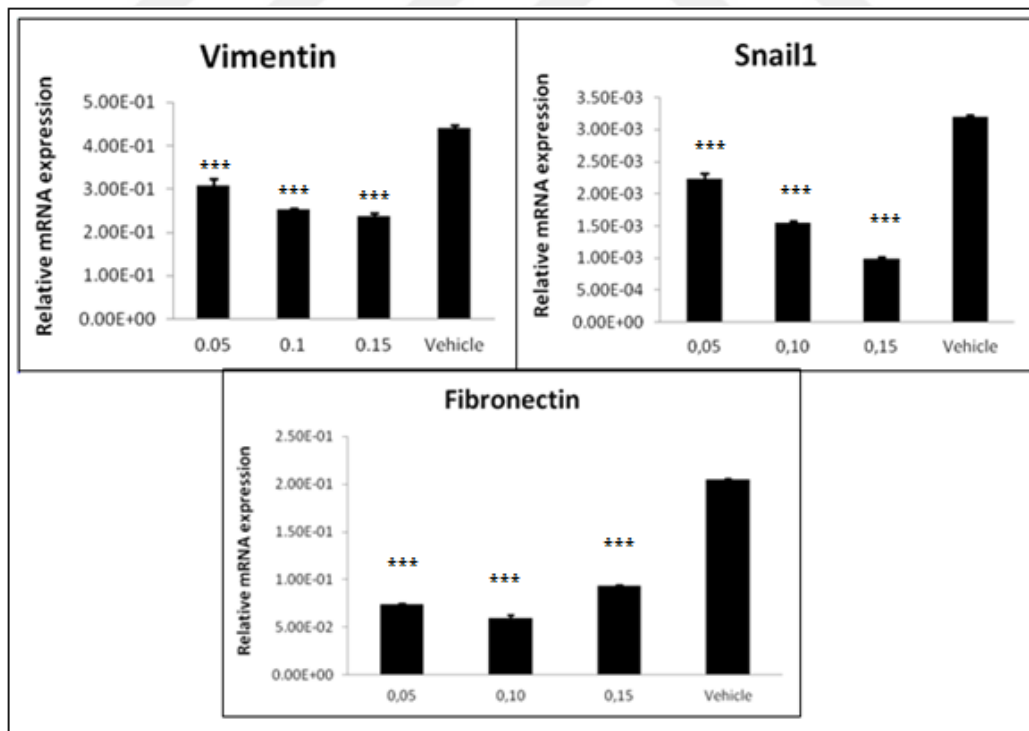 Vimentin
Relative mRNA expression
5.00E-01
4.00E-01
3.00E-01
2.00E-01
1.00E-01
0.00E+00
***
***
***
0.05 0.1 0.15 Vehicle
Snail1
Relative mRNA expression
3.50E-03
3.00E-03
2.50E-03
2.00E-03
1.50E-03
1.00E-03
5.00E-04
0.00E+00
***
***
***
0,05 0,10 0,15 Vehicle
Fibronectin
Relative mRNA expression
2.50E-01
2.00E-01
1.50E-01
1.00E-01
5.00E-02
0.00E+00
***
***
***
0,05 0,10 0,15 Vehicle